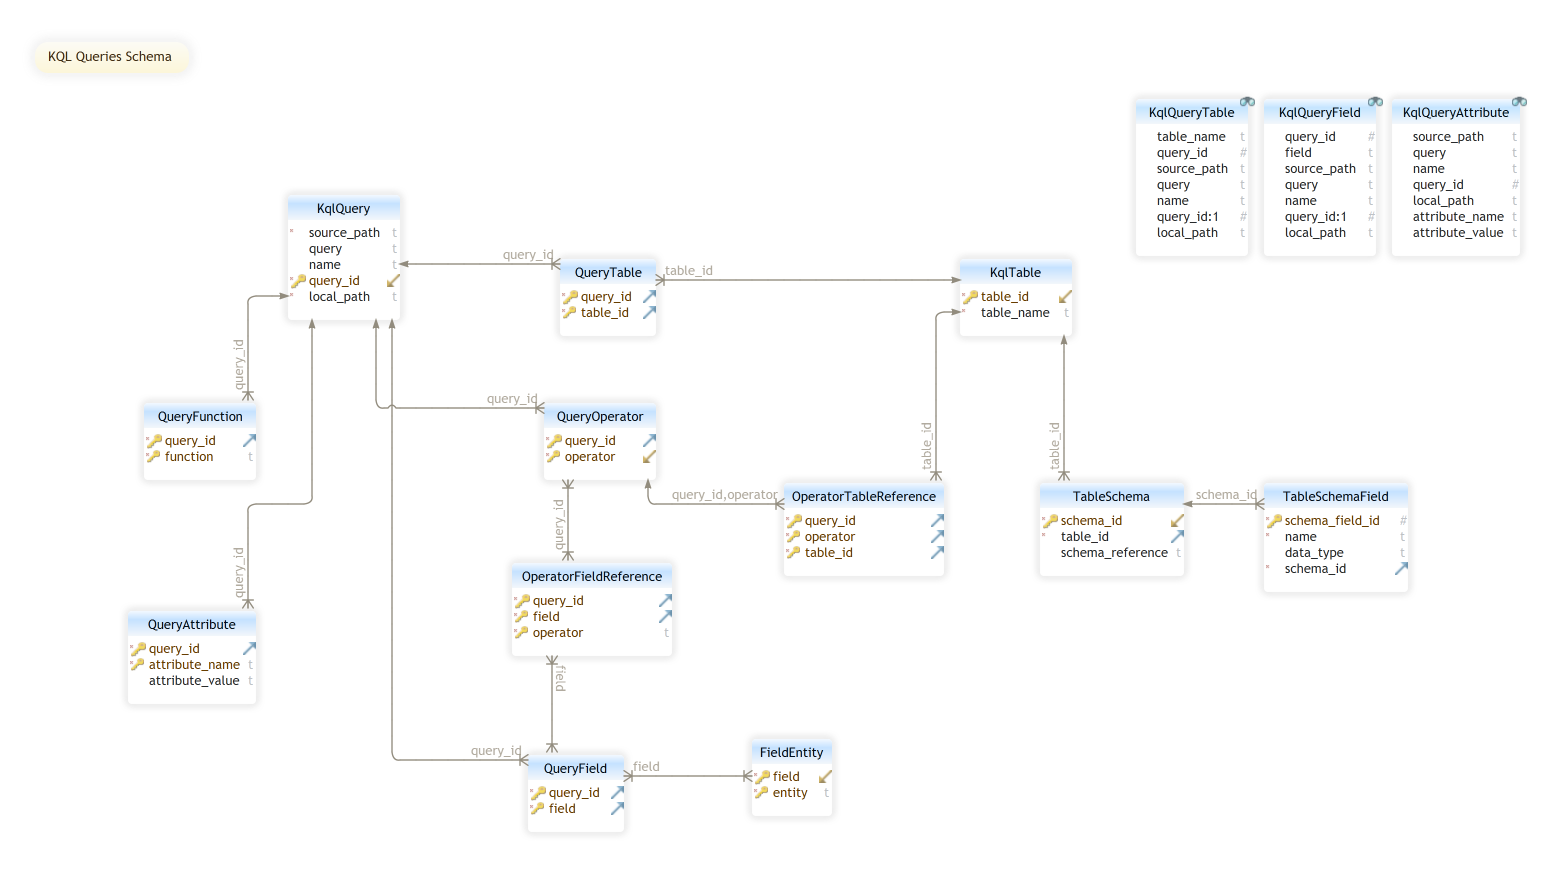 KQL Queries Schema
KqlQueryTable
table_name t
query_id #
source_path t
query t
name t
query_id:1 #
local_path t
KqlQueryField
query_id #
field t
source_path t
query t
name t
query_id:1 #
local_path t
KqlQueryAttribute
source_path t
query t
name t
query_id #
local_path t
attribute_name t
attribute_value t
KqlQuery
source_path t
query t
name t
query_id
local_path t
query_id
QueryTable
query_id
table_id
table_id
KqlTable
table_id
table_name t
query_id
QueryFunction
query_id
function t
query_id
QueryOperator
query_id
operator
table_id
table_id
query_id,operator
OperatorTableReference
query_id
operator
table_id
TableSchema
schema_id
table_id
schema_reference t
schema_id
TableSchemaField
schema_field_id #
name t
data_type t
schema_id
query_id
OperatorFieldReference
query_id
field
operator t
query_id
QueryAttribute
query_id
attribute_name t
attribute_value t
field
query_id
QueryField
query_id
field
field
FieldEntity
field
entity t